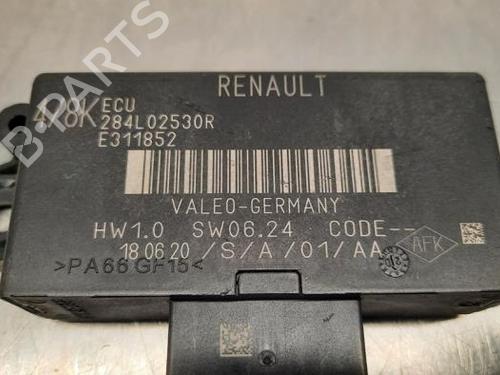 RENAULT
428K ECU
284L02530R
E311852
VALEO-GERMANY
HW1.0 SW06.24 CODE--
18.06.20 /S/A/01/AA
AFK
>PA66 GF15<
B-PARTS